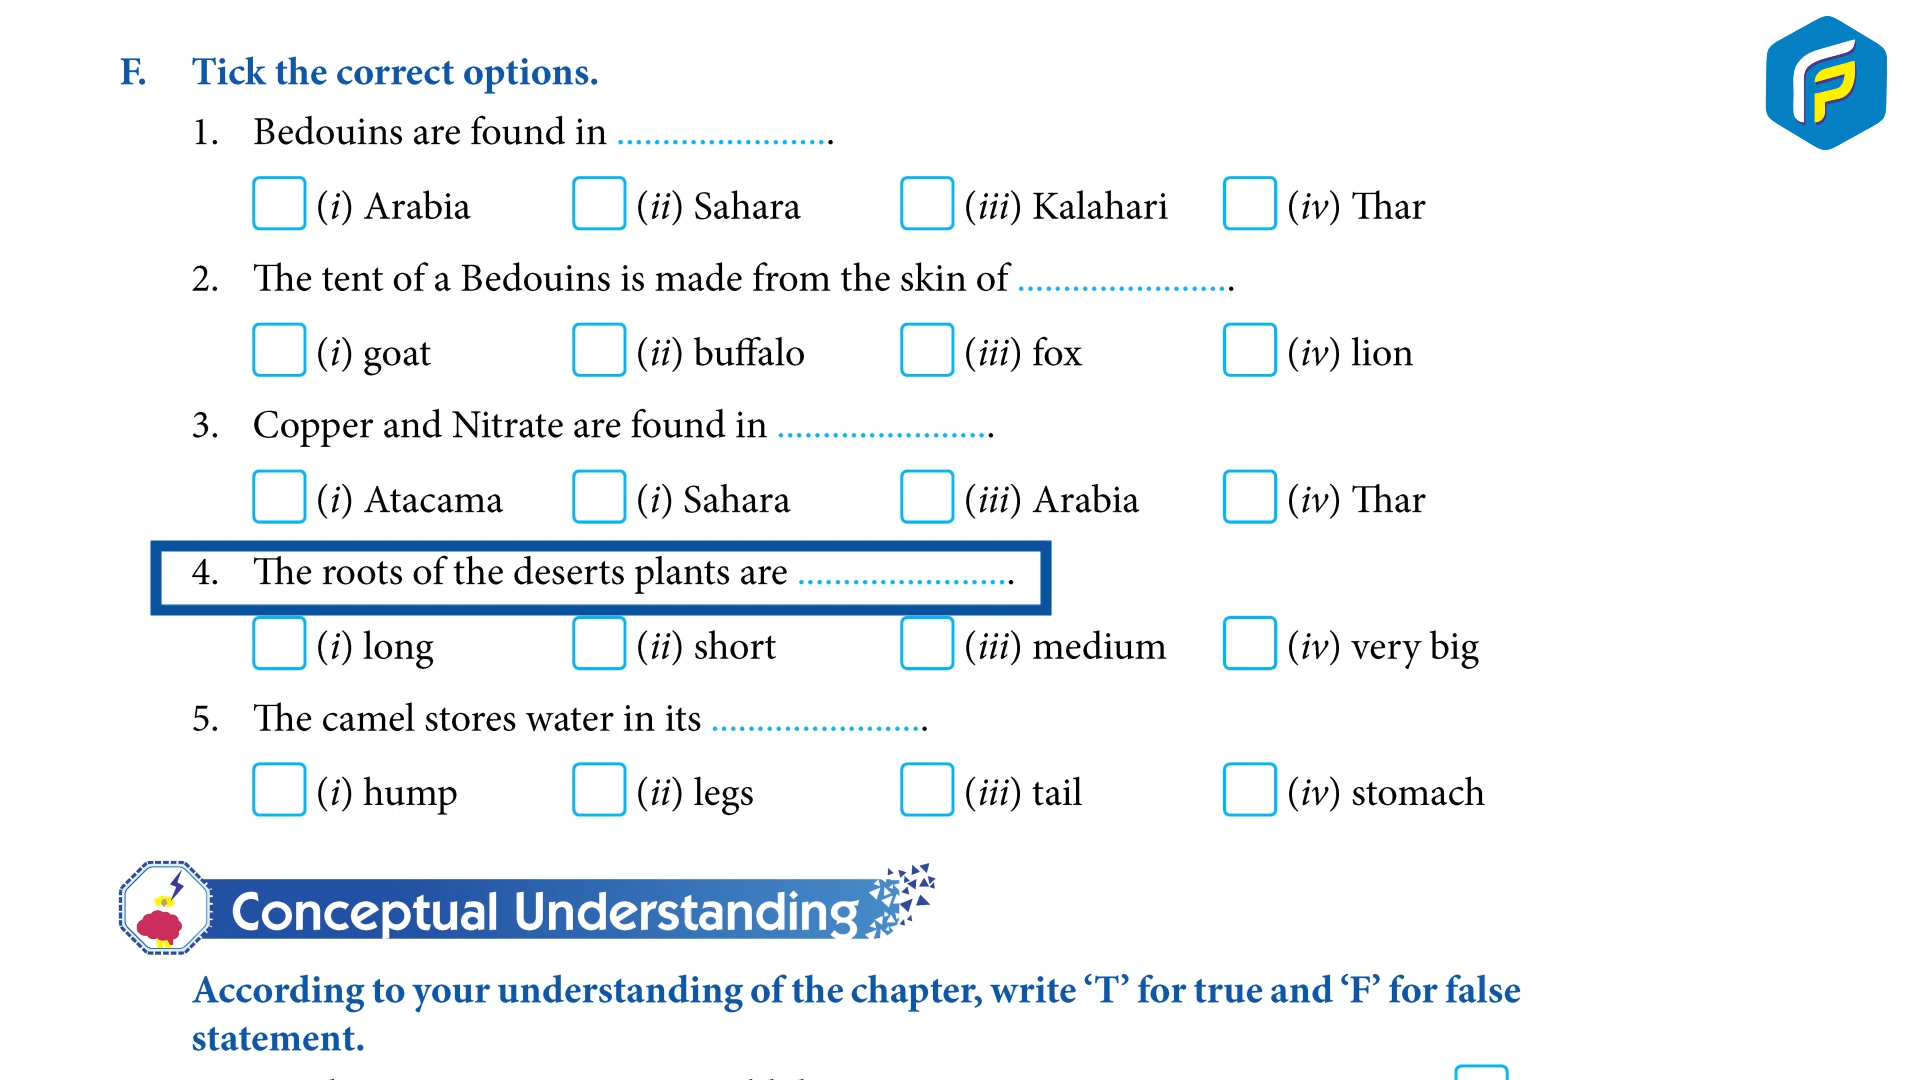 F. Tick the correct options.
1. Bedouins are found in .......................
(i) Arabia (ii) Sahara (iii) Kalahari (iv) Thar
2. The tent of a Bedouins is made from the skin of .......................
(i) goat (ii) buffalo (iii) fox (iv) lion
3. Copper and Nitrate are found in .......................
(i) Atacama (i) Sahara (iii) Arabia (iv) Thar
4. The roots of the deserts plants are .......................
(i) long (ii) short (iii) medium (iv) very big
5. The camel stores water in its .......................
(i) hump (ii) legs (iii) tail (iv) stomach
Conceptual Understanding
According to your understanding of the chapter, write ‘T’ for true and ‘F’ for false
statement.